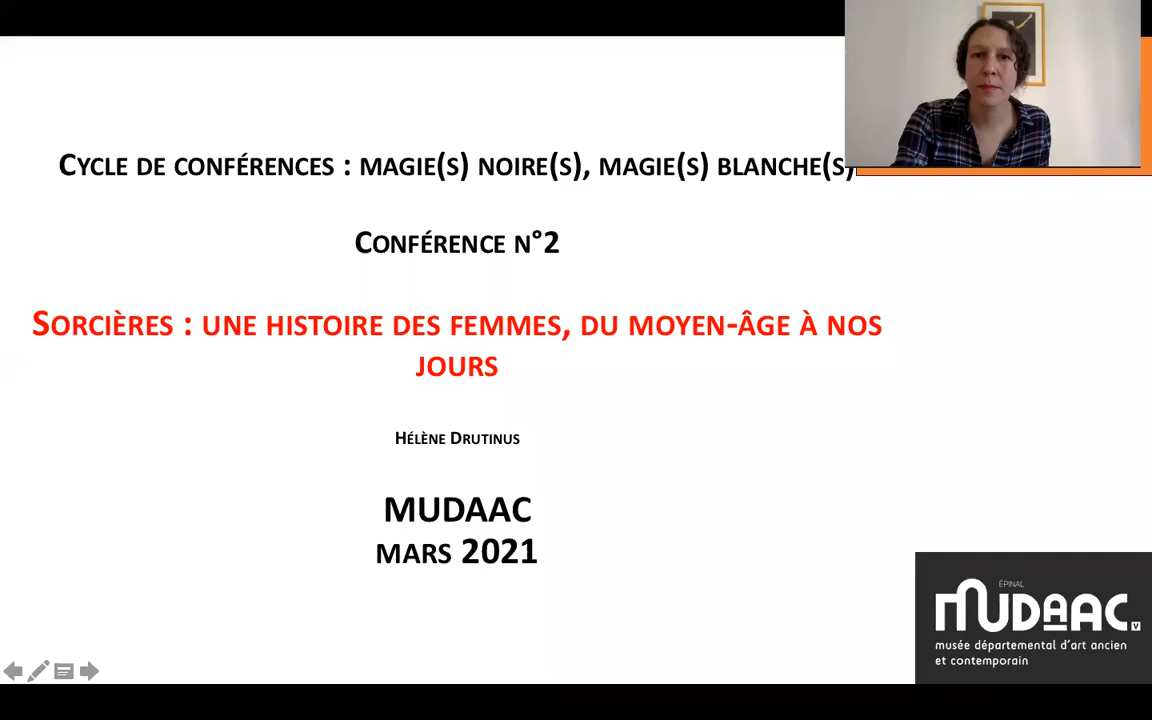 Cycle de conférences : magie(s) noire(s), magie(s) blanche(s)
Conférence n°2
Sorcières : une histoire des femmes, du moyen-âge à nos
jours
Hélène Drutinus
MUDAAC
mars 2021
ÉPINAL
MUDAAC
V
musée départemental d'art ancien
et contemporain